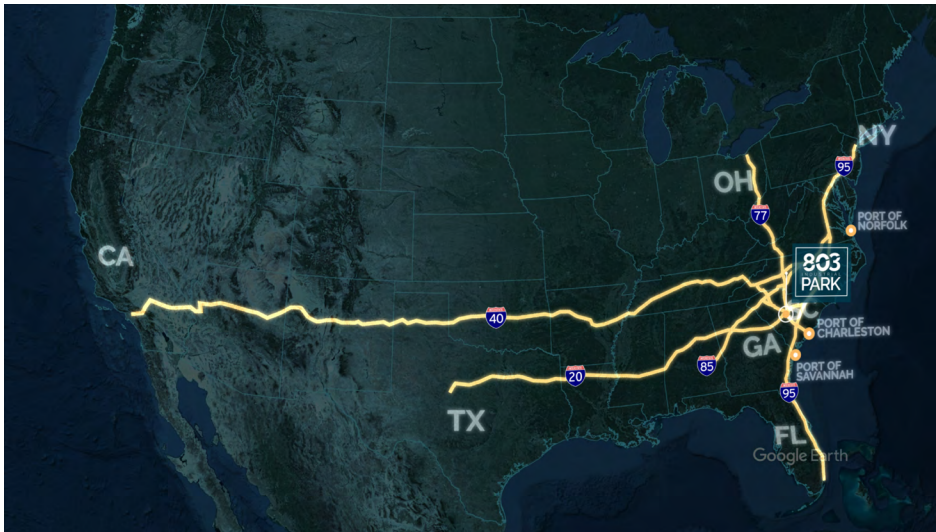 NY
95
OH
77
PORT OF
NORFOLK
CA
803
INDUSTRIAL
PARK
40
C
PORT OF
CHARLESTON
GA
85
20
PORT OF
SAVANNAH
95
TX
FL
Google Earth